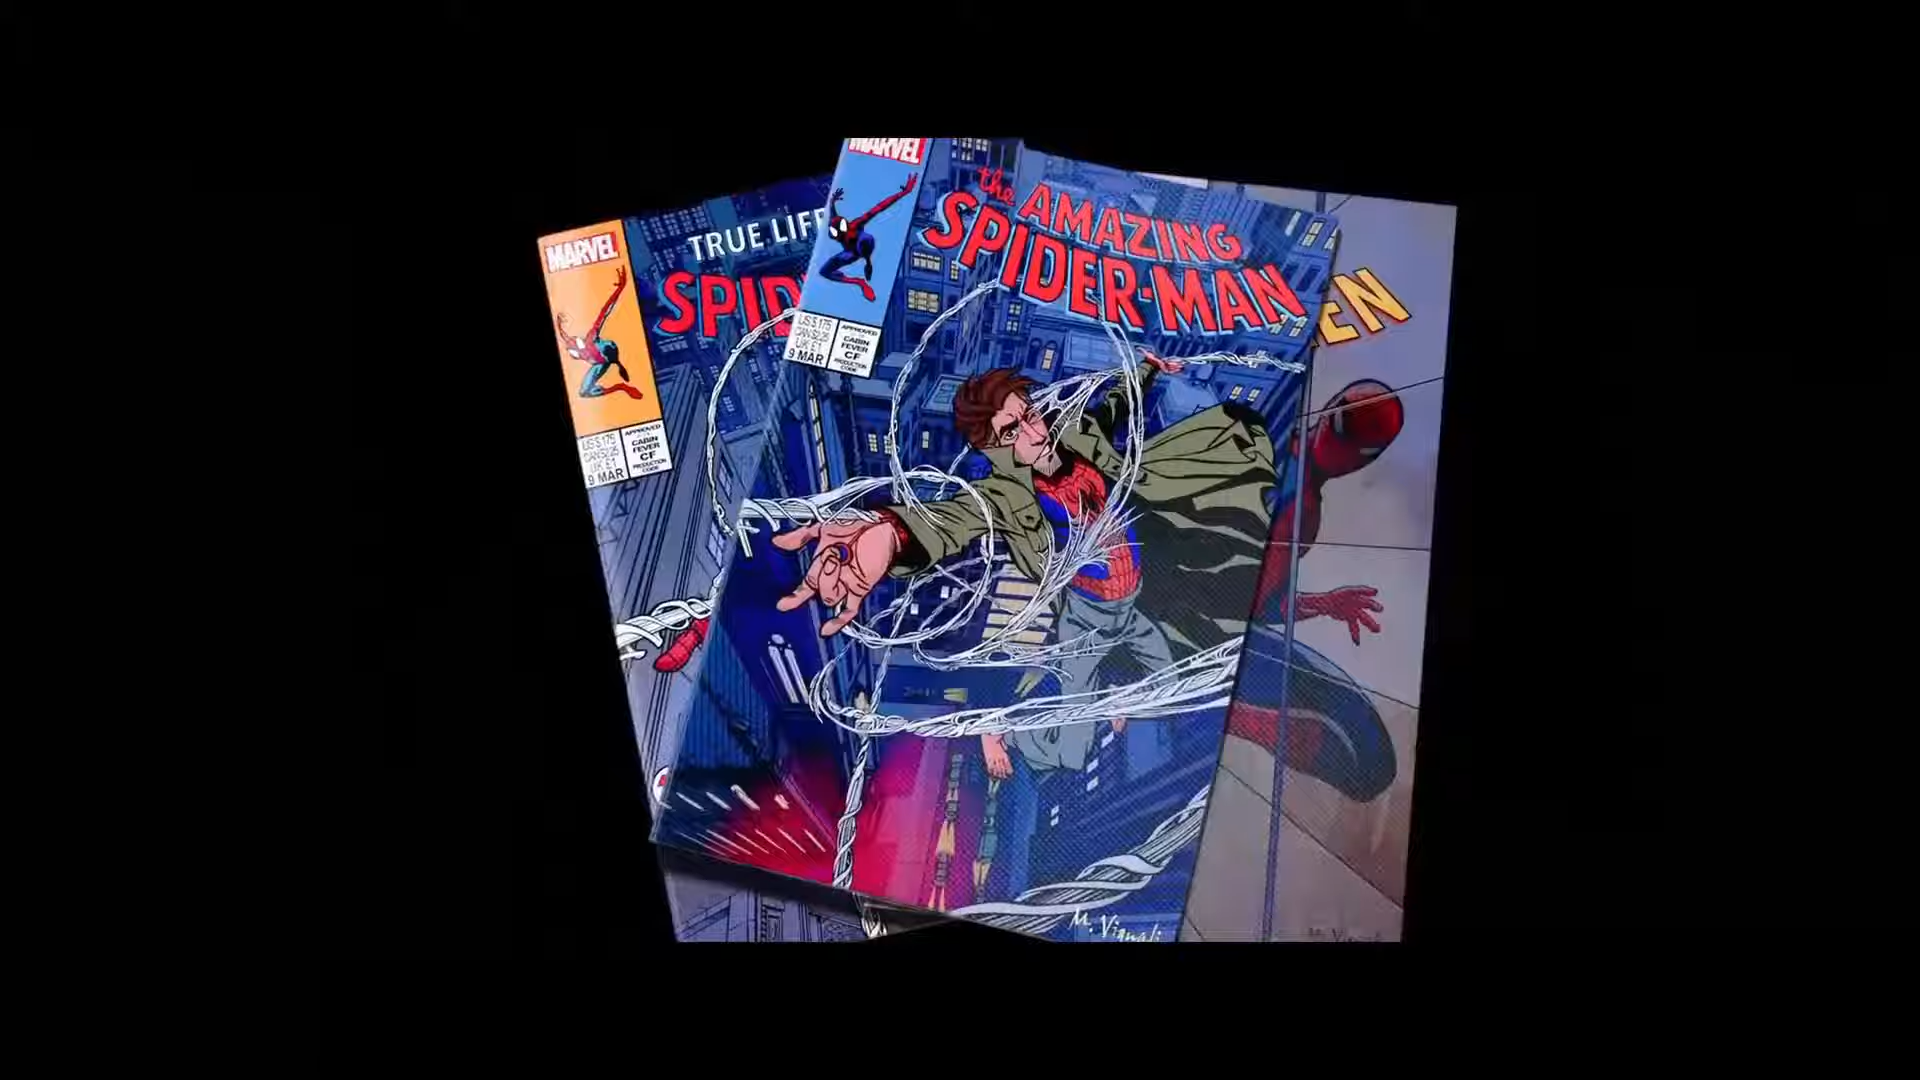 MARVEL
TRUE LIFE
SPID
US $ 1.75
CAN $2.25
UK £1
9 MAR
APPROVED
CABIN
FEVER
CF
PRODUCTION
CODE
MARVEL
the AMAZING
SPIDER-MAN
US $ 1.75
CAN $2.25
UK £1
9 MAR
APPROVED
CABIN
FEVER
CF
PRODUCTION
CODE
M. Vignali
EN